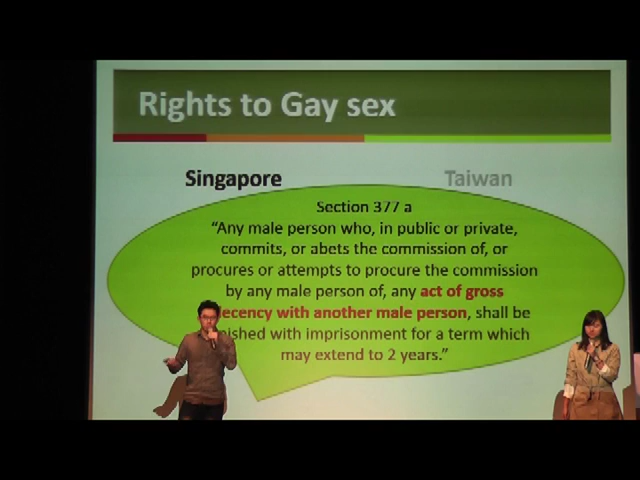 Rights to Gay sex
Singapore
Taiwan
Section 377 a
“Any male person who, in public or private,
commits, or abets the commission of, or
procures or attempts to procure the commission
by any male person of, any act of gross
ecency with another male person, shall be
ished with imprisonment for a term which
may extend to 2 years.”